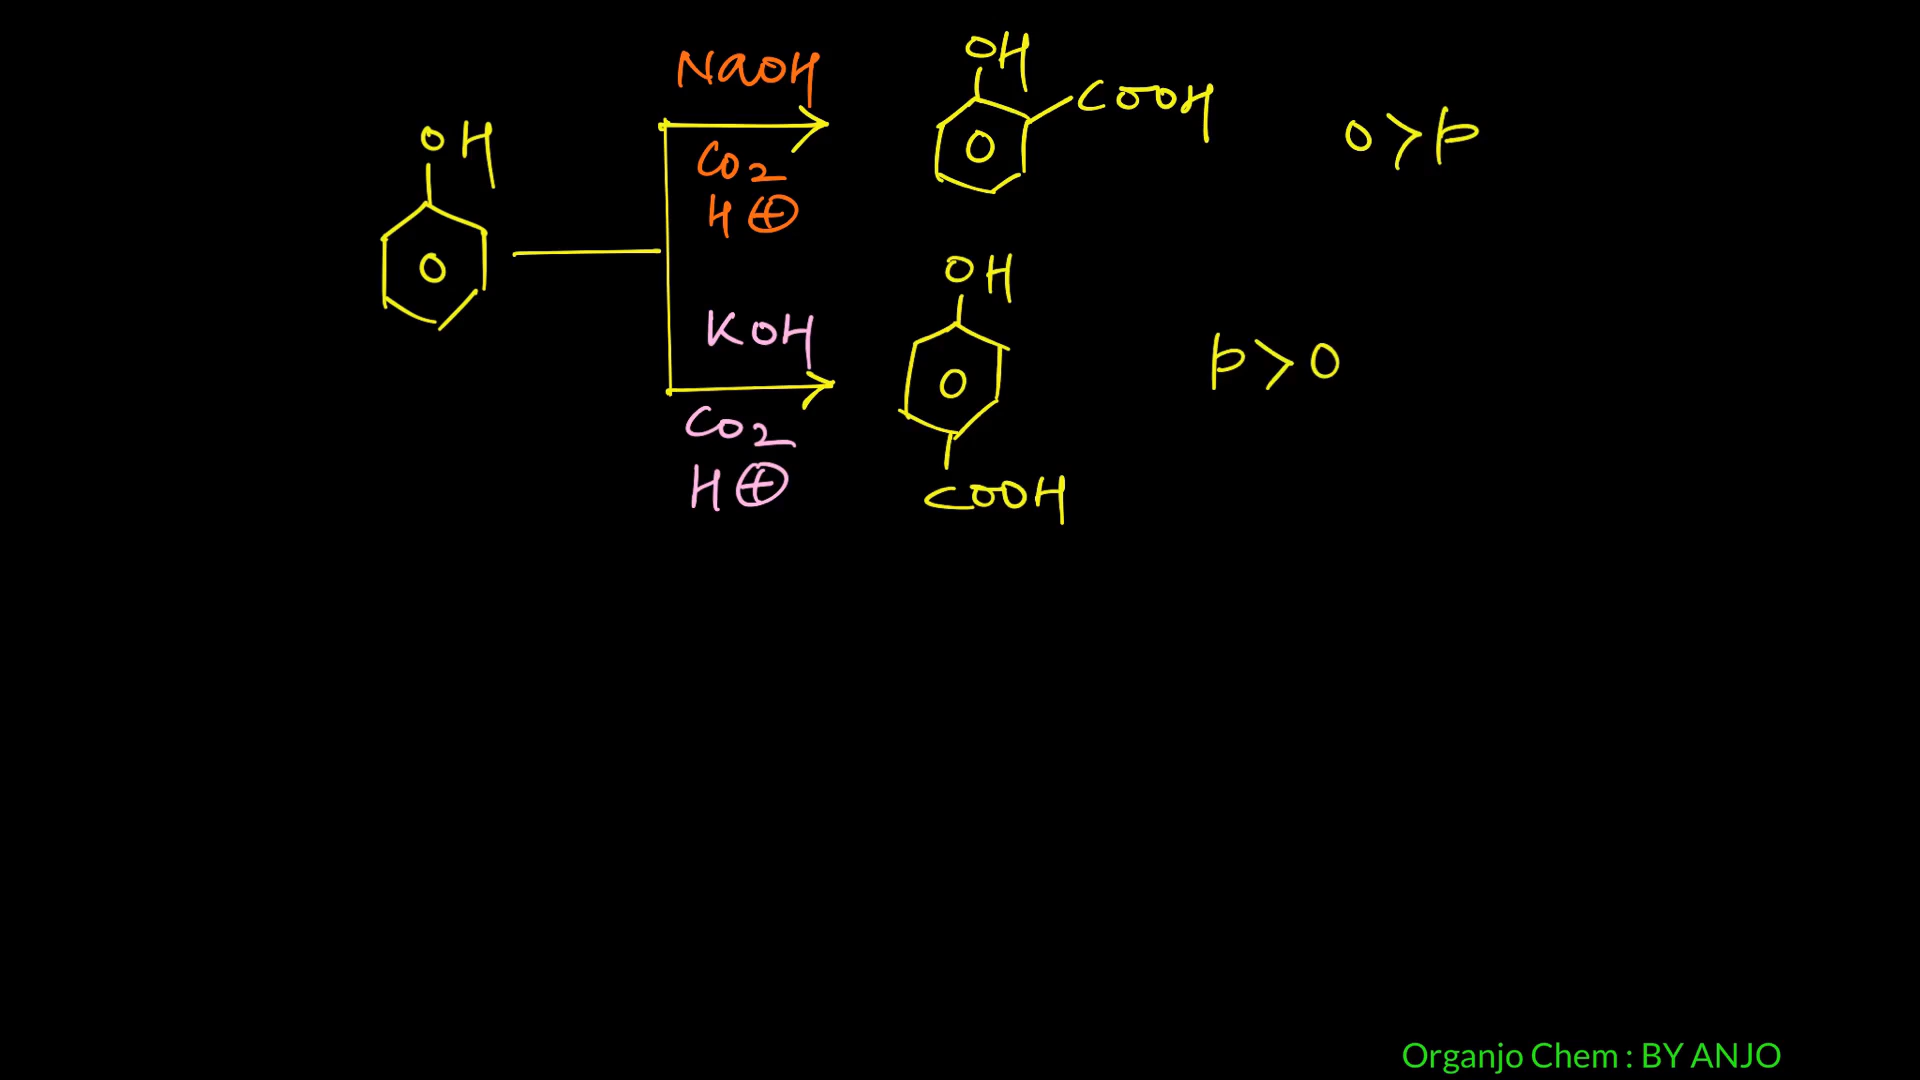 OH
NaOH
CO2
H⊕
OH
COOH
o>p
KOH
CO2
H⊕
OH
COOH
p>o
Organjo Chem : BY ANJO